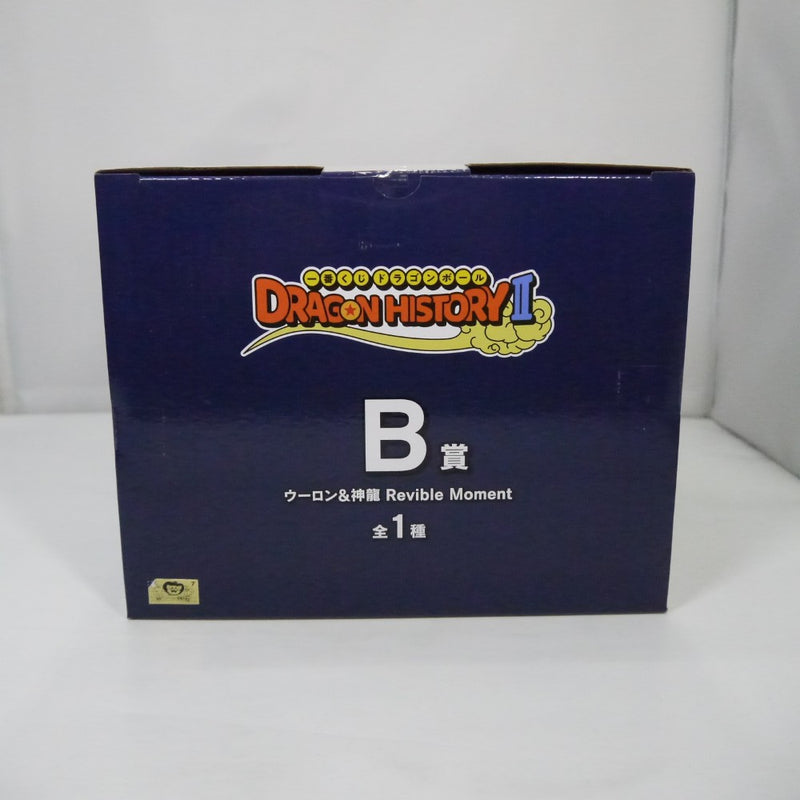 一番くじドラゴンボール
DRAGON HISTORY II
B賞
ウーロン&神龍 Revible Moment
全1種